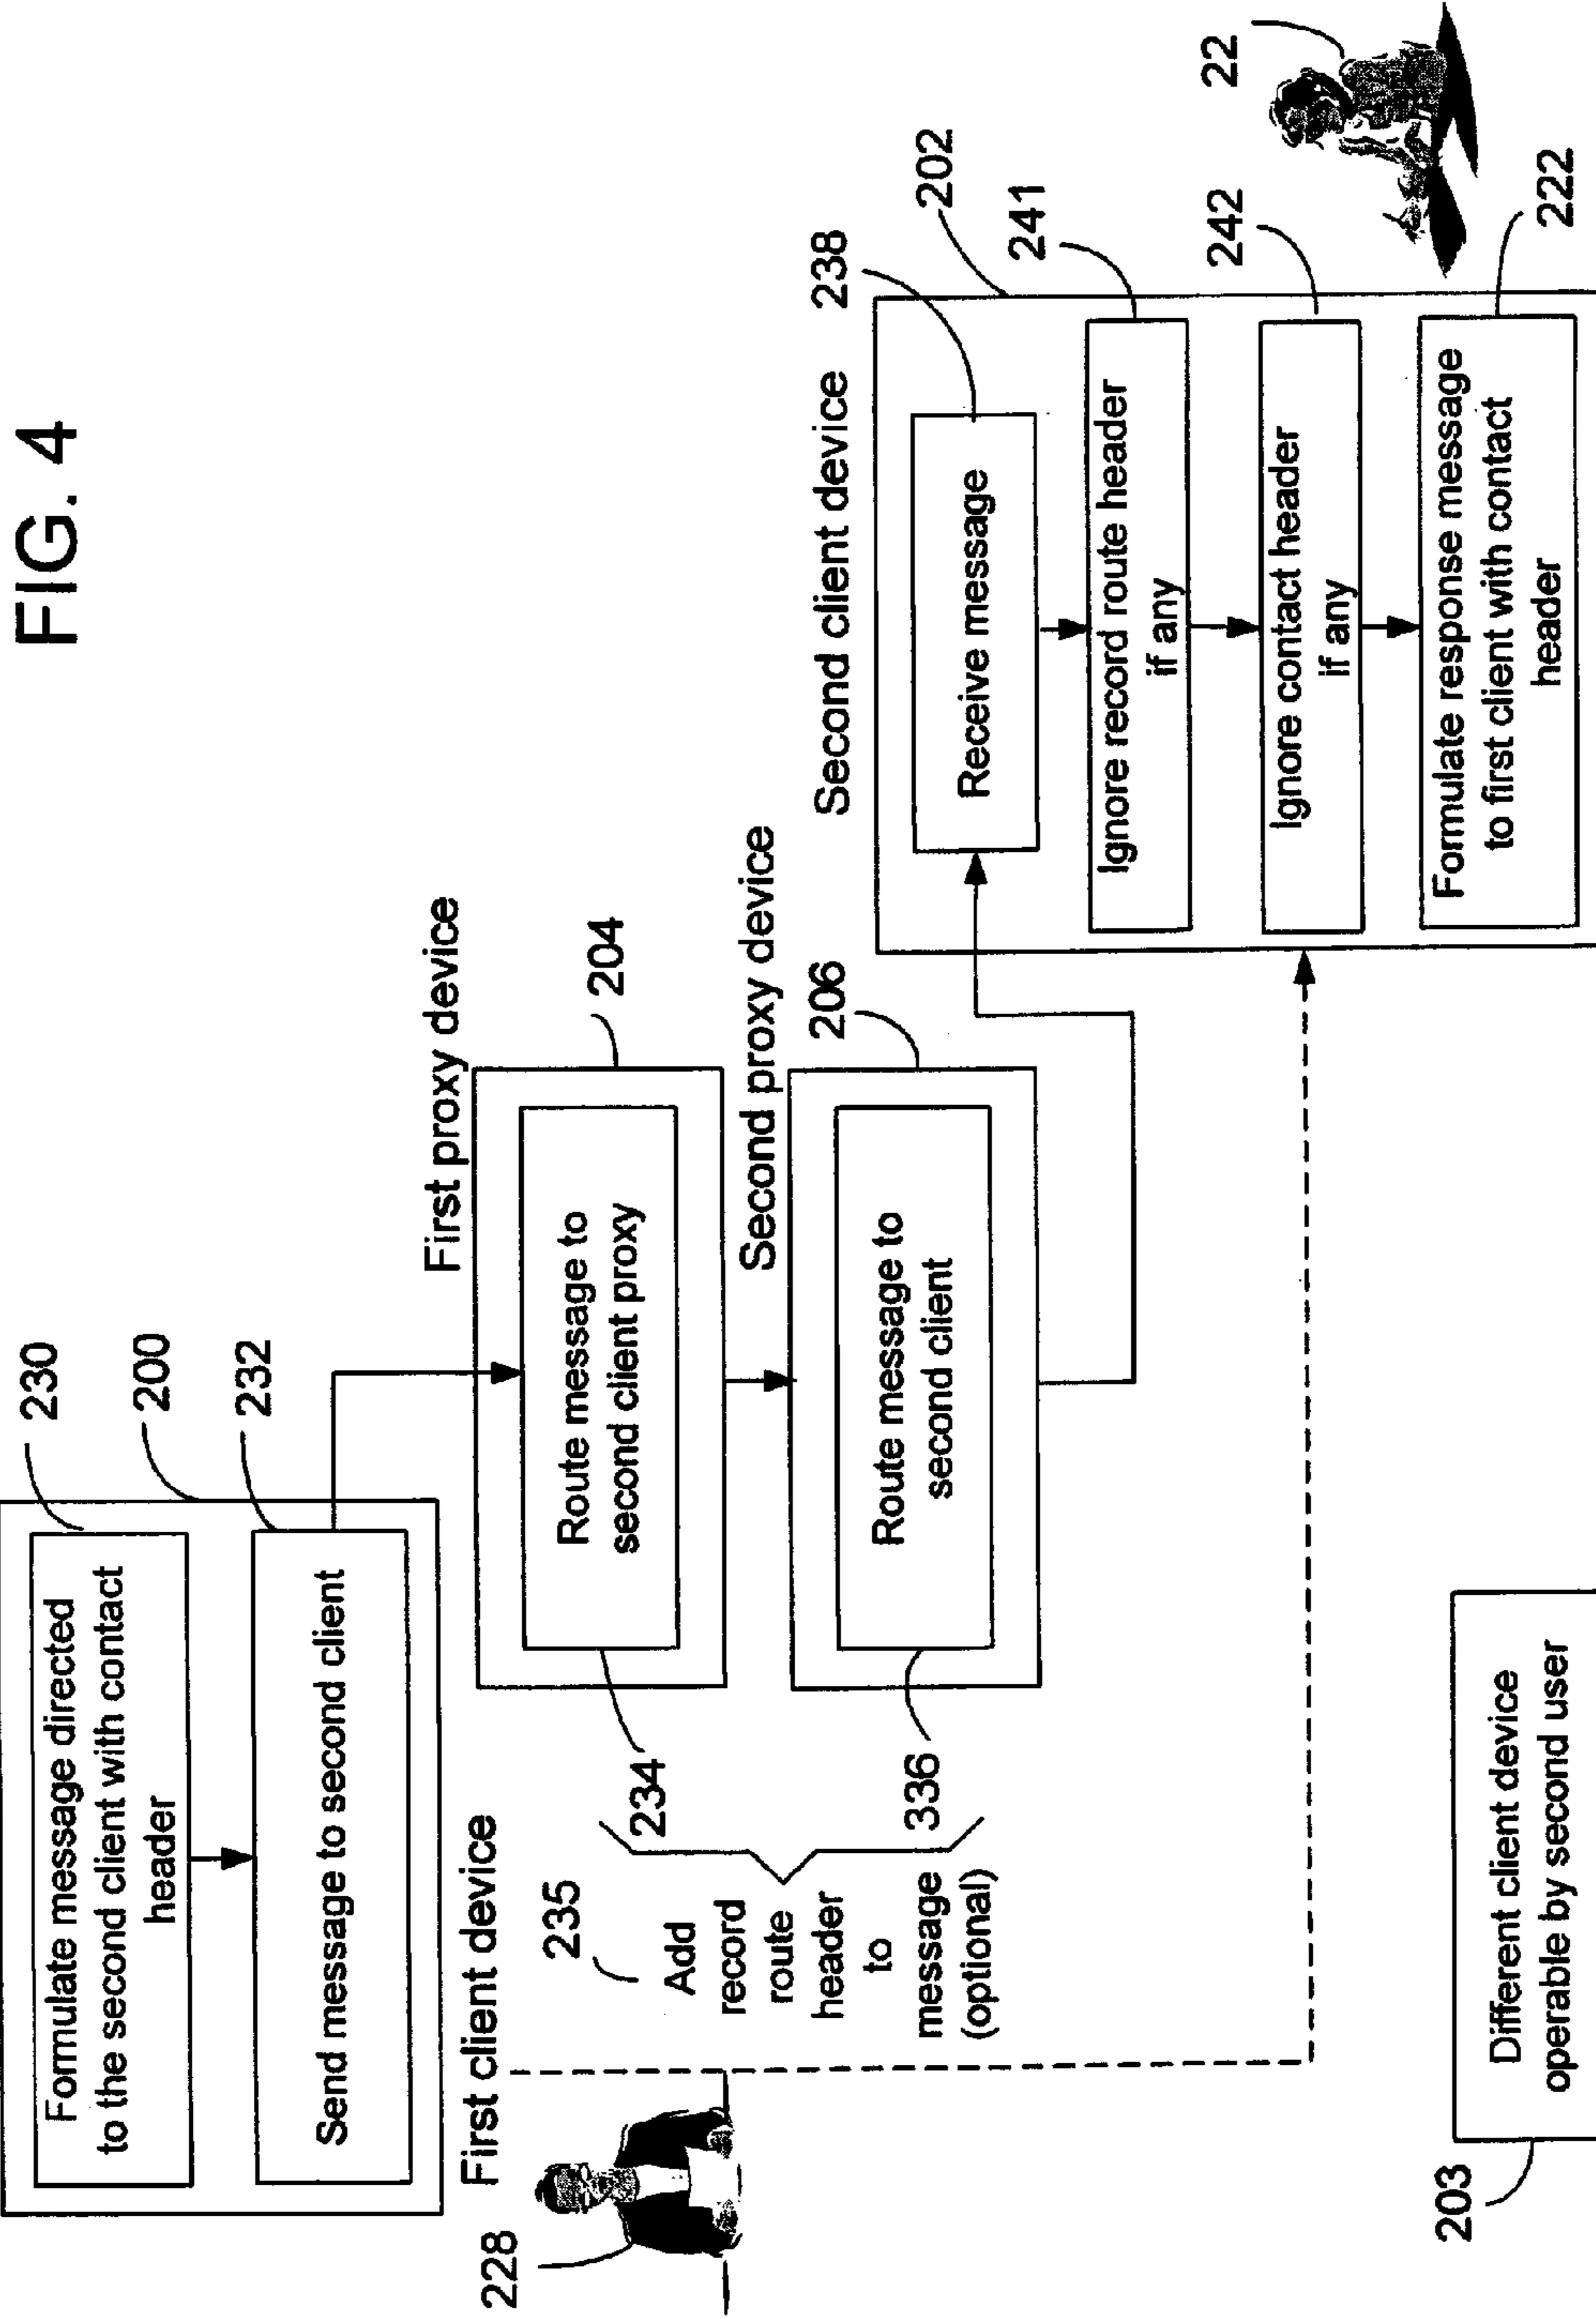 FIG. 4
230
200
232
Formulate message directed
to the second client with contact
header
Send message to second client
First client device
228
First proxy device
204
Route message to
second client proxy
234
Second proxy device
206
Route message to
second client
336
235
Add
record
route
header
to
message
(optional)
Second client device
238
202
Receive message
241
Ignore record route header
if any
242
Ignore contact header
if any
222
Formulate response message
to first client with contact
header
22
203
Different client device
operable by second user